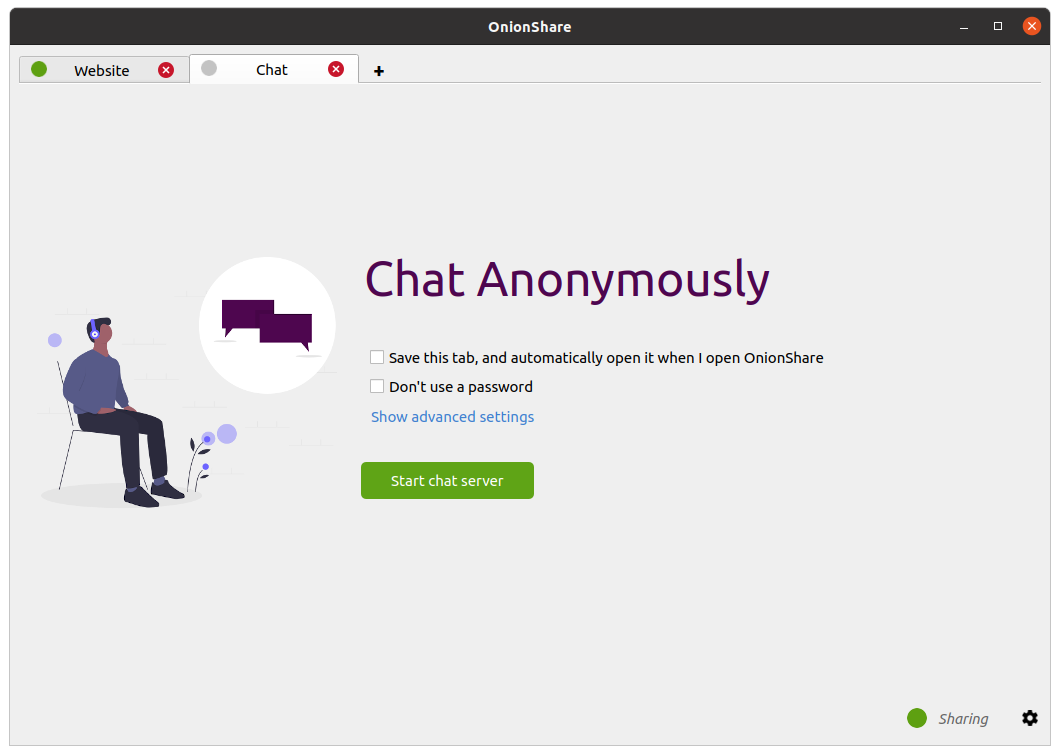 OnionShare
Website
Chat
Chat Anonymously
Save this tab, and automatically open it when I open OnionShare
Don't use a password
Show advanced settings
Start chat server
Sharing